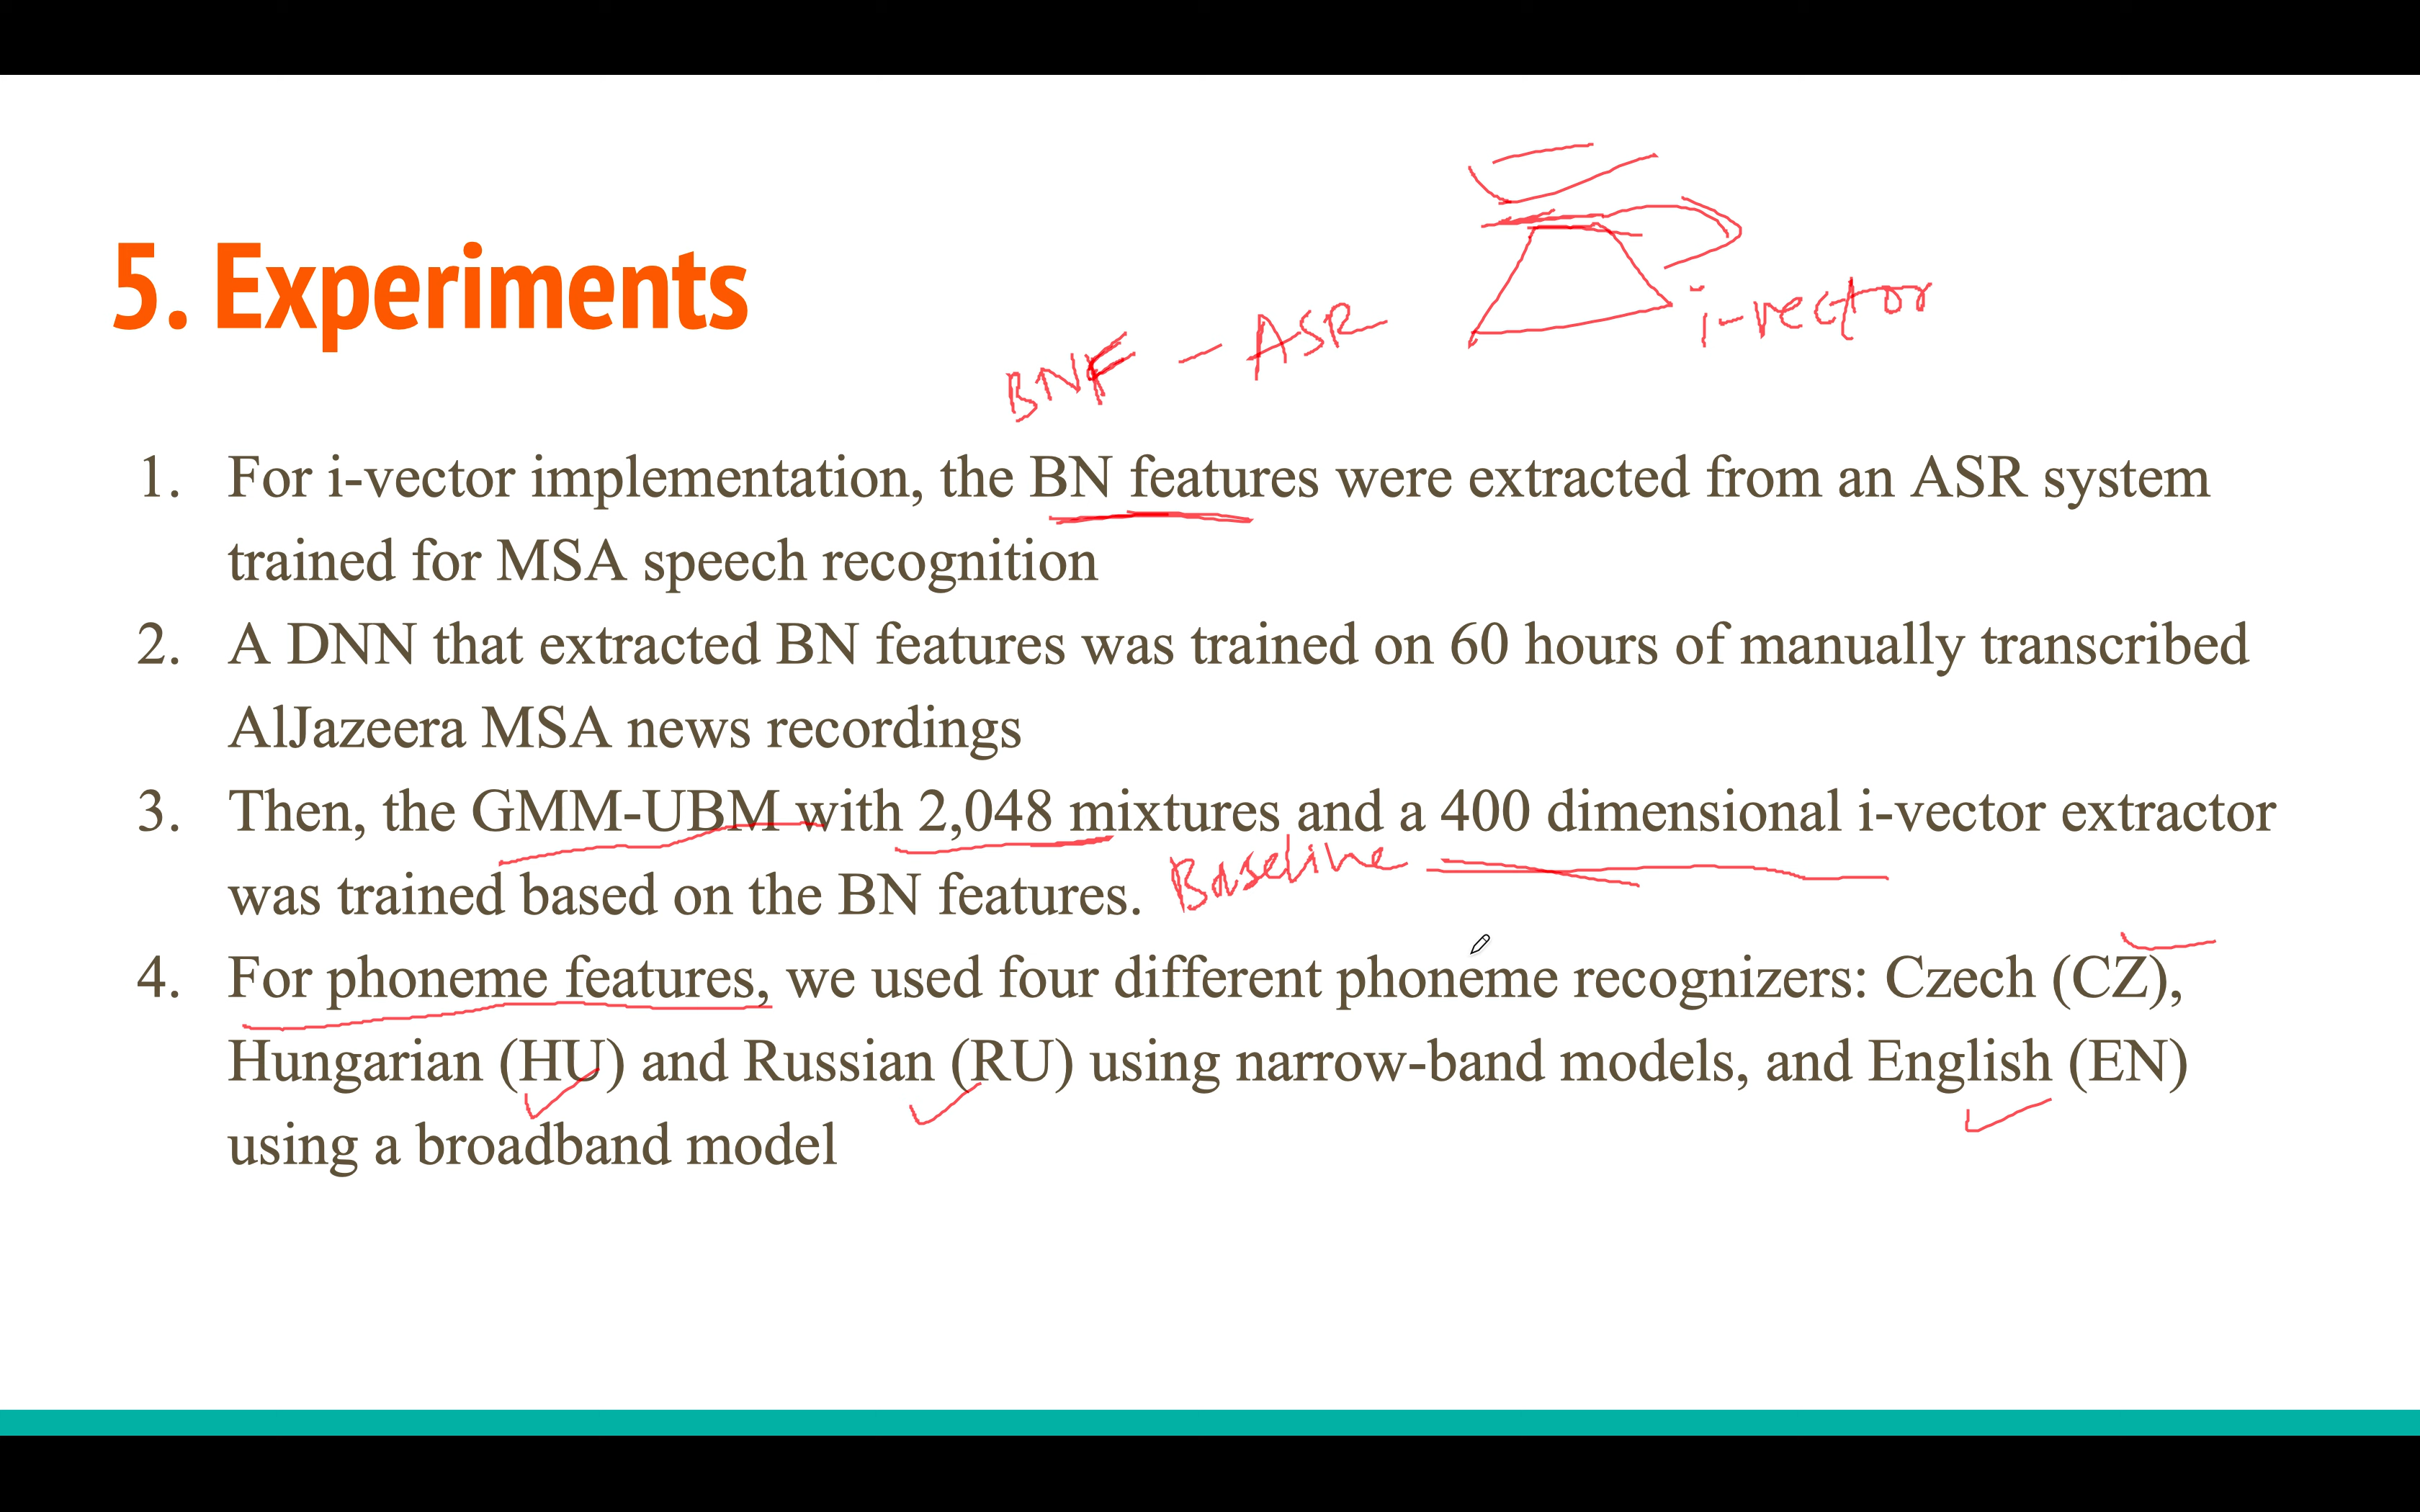 5. Experiments
BNF - ASR
i-vector
1. For i-vector implementation, the BN features were extracted from an ASR system
trained for MSA speech recognition
2. A DNN that extracted BN features was trained on 60 hours of manually transcribed
AlJazeera MSA news recordings
3. Then, the GMM-UBM with 2,048 mixtures and a 400 dimensional i-vector extractor
was trained based on the BN features. Baseline
4. For phoneme features, we used four different phoneme recognizers: Czech (CZ),
Hungarian (HU) and Russian (RU) using narrow-band models, and English (EN)
using a broadband model